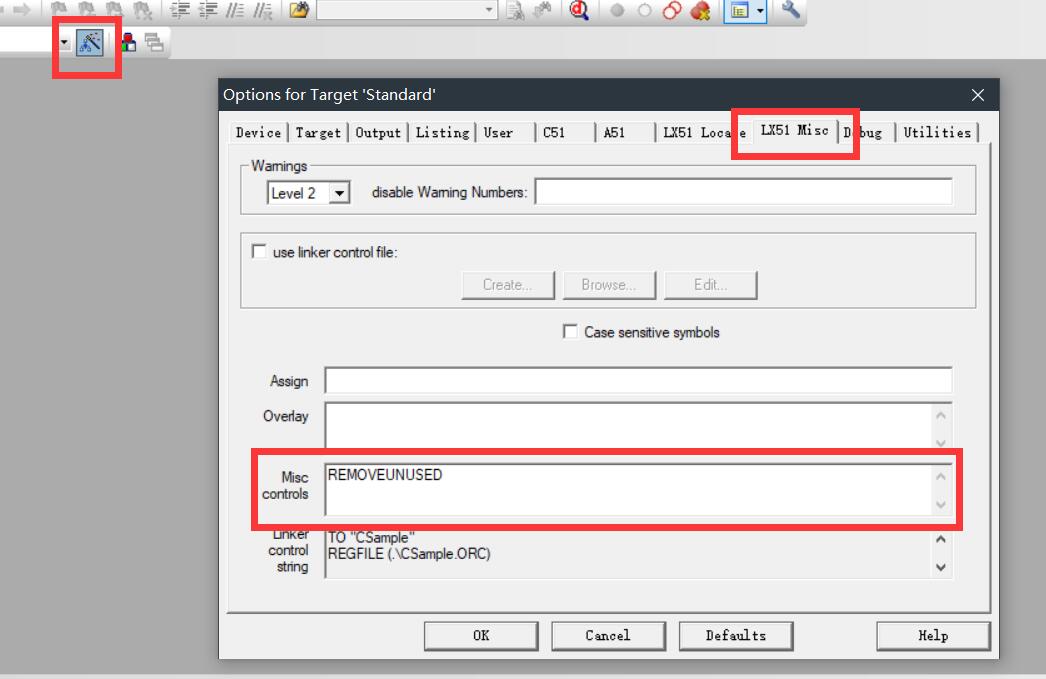 Options for Target 'Standard'
Device Target Output Listing User C51 A51 LX51 Locate LX51 Misc Debug Utilities
Warnings
Level 2 disable Warning Numbers:
use linker control file:
Create... Browse... Edit...
Case sensitive symbols
Assign
Overlay
Misc controls REMOVEUNUSED
Linker control string TO "CSample"
REGFILE (.\CSample.ORC)
OK Cancel Defaults Help